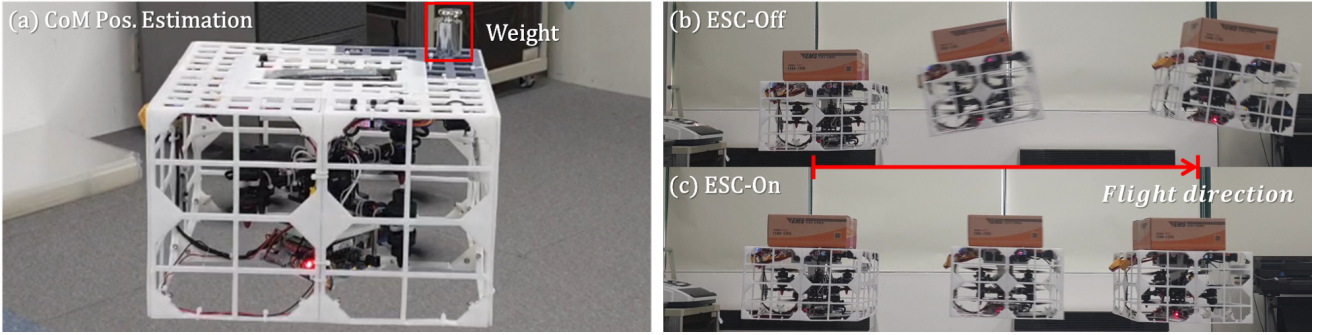 (a) CoM Pos. Estimation
Weight
(b) ESC-Off
(c) ESC-On
Flight direction